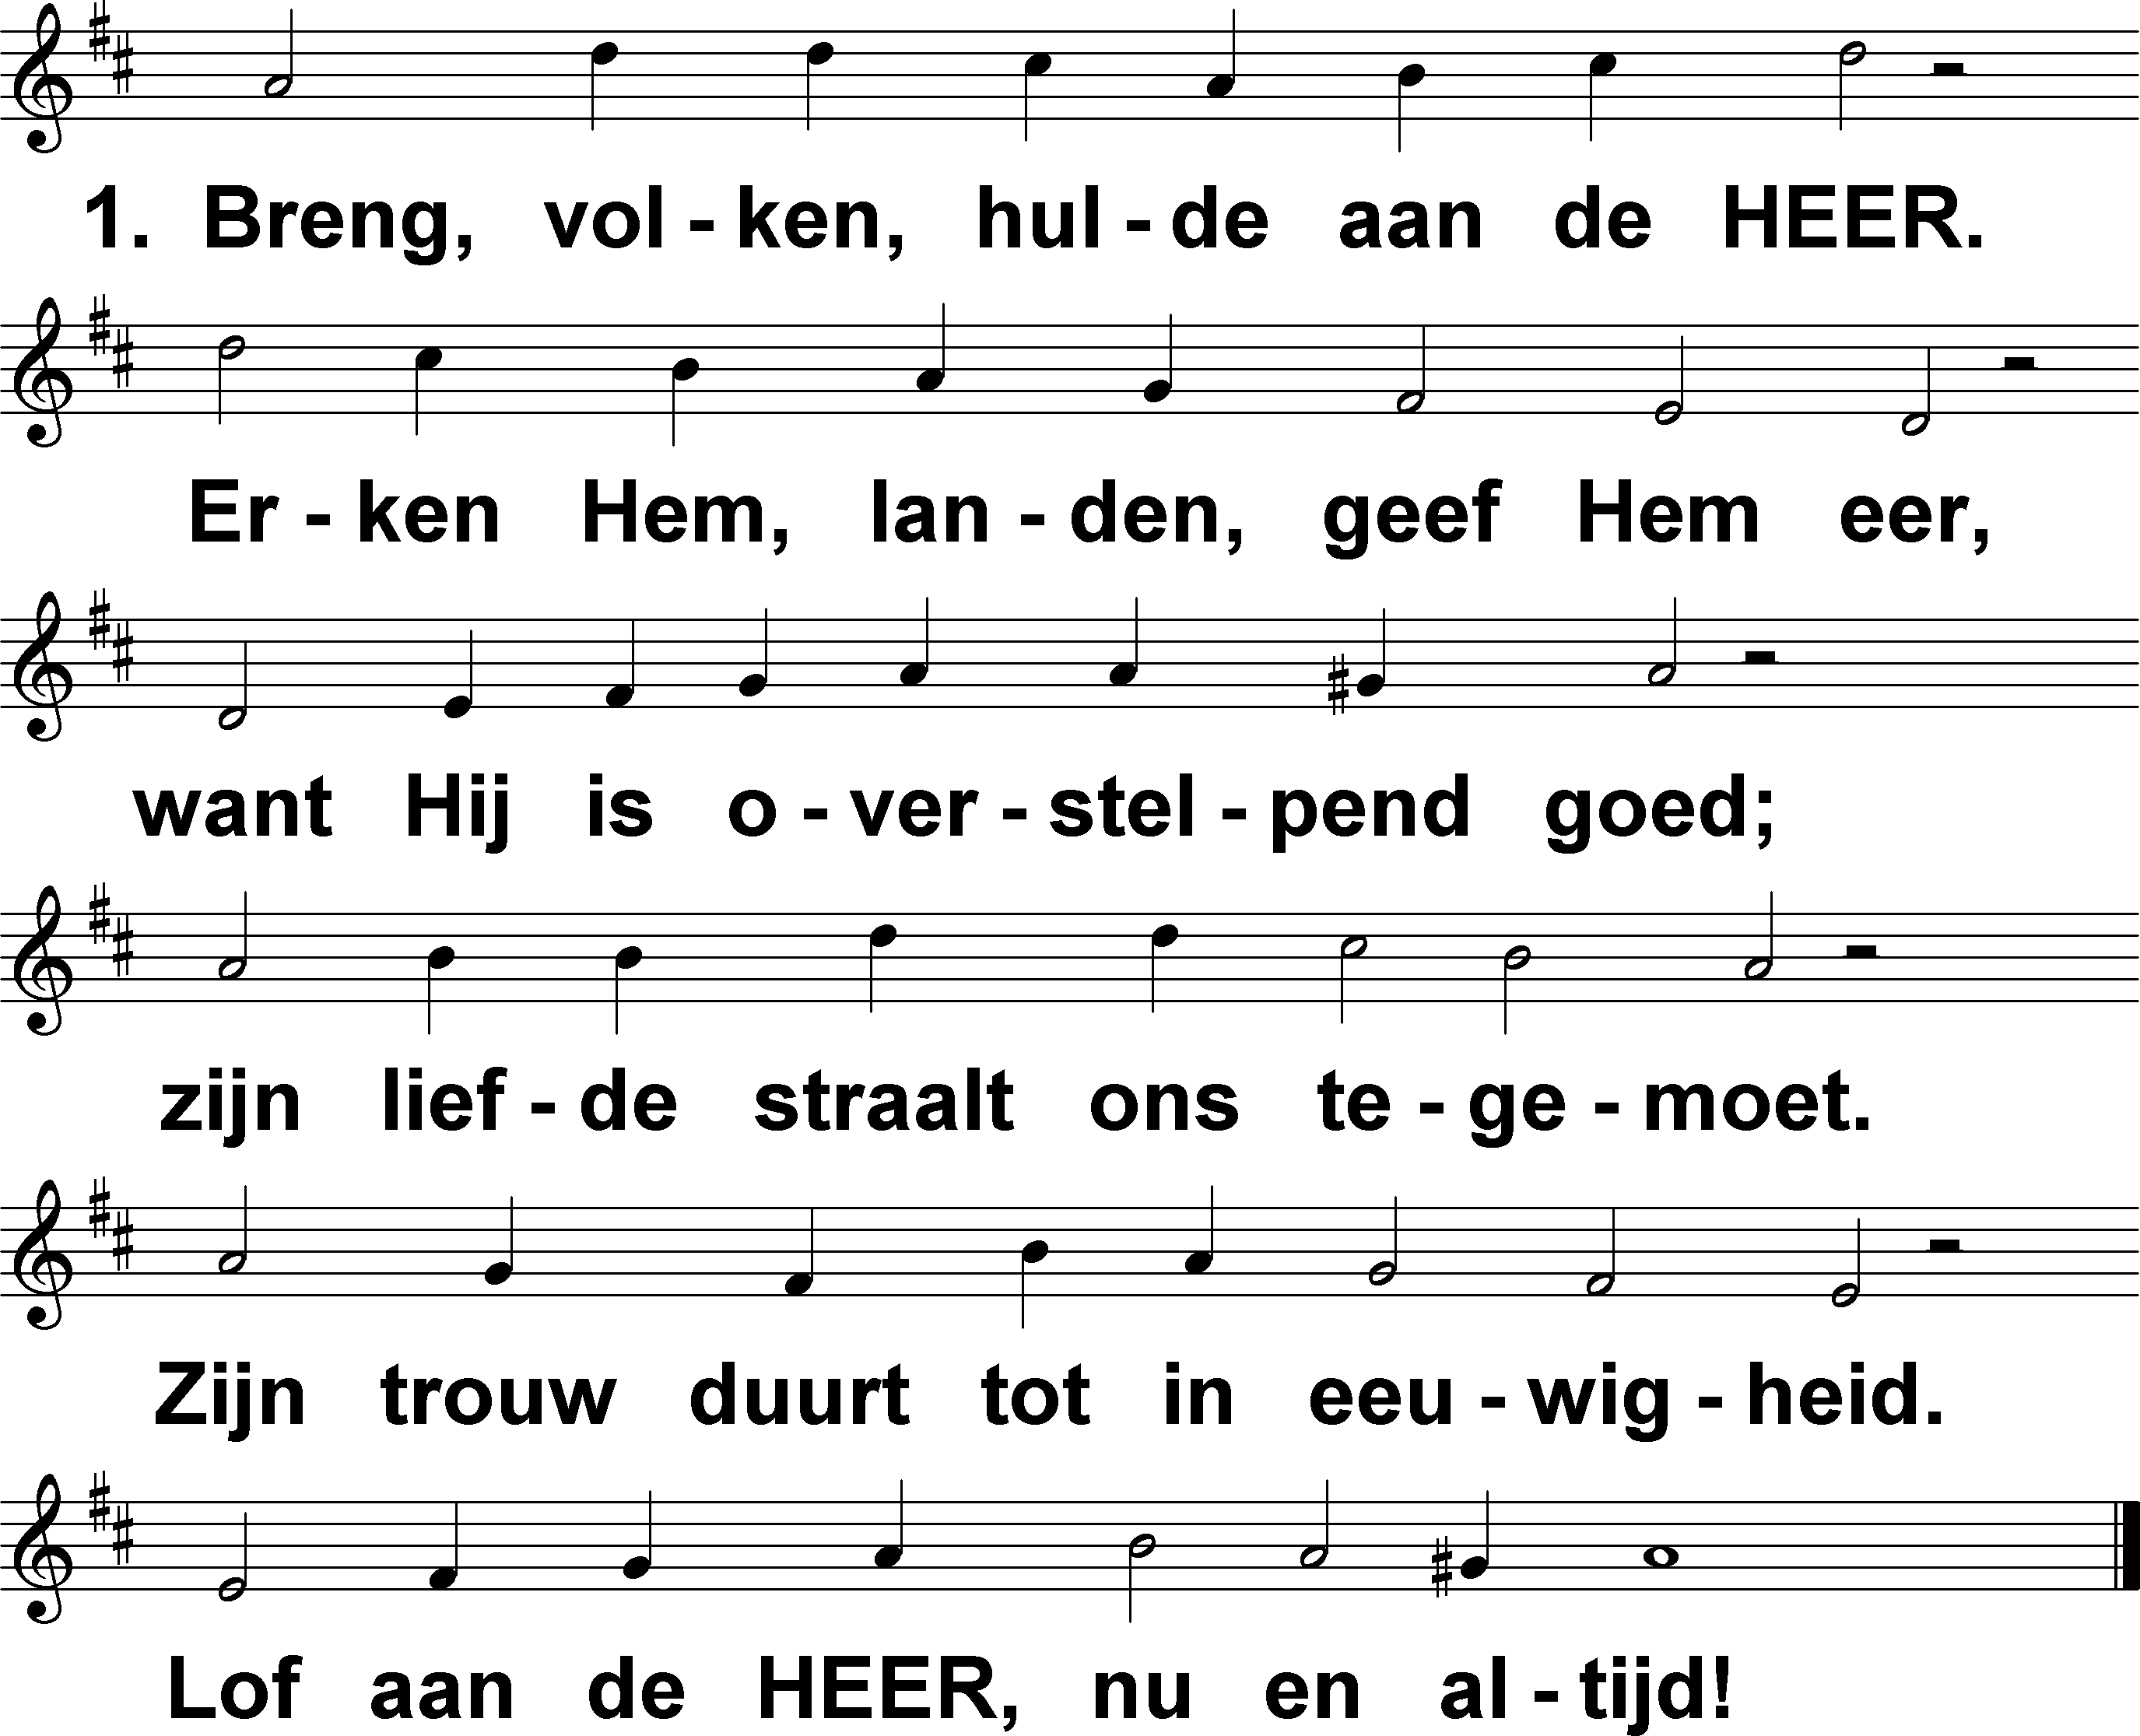 1. Breng, vol - ken, hul - de aan de HEER.
Er - ken Hem, lan - den, geef Hem eer,
want Hij is o - ver - stel - pend goed;
zijn lief - de straalt ons te - ge - moet.
Zijn trouw duurt tot in eeu - wig - heid.
Lof aan de HEER, nu en al - tijd!